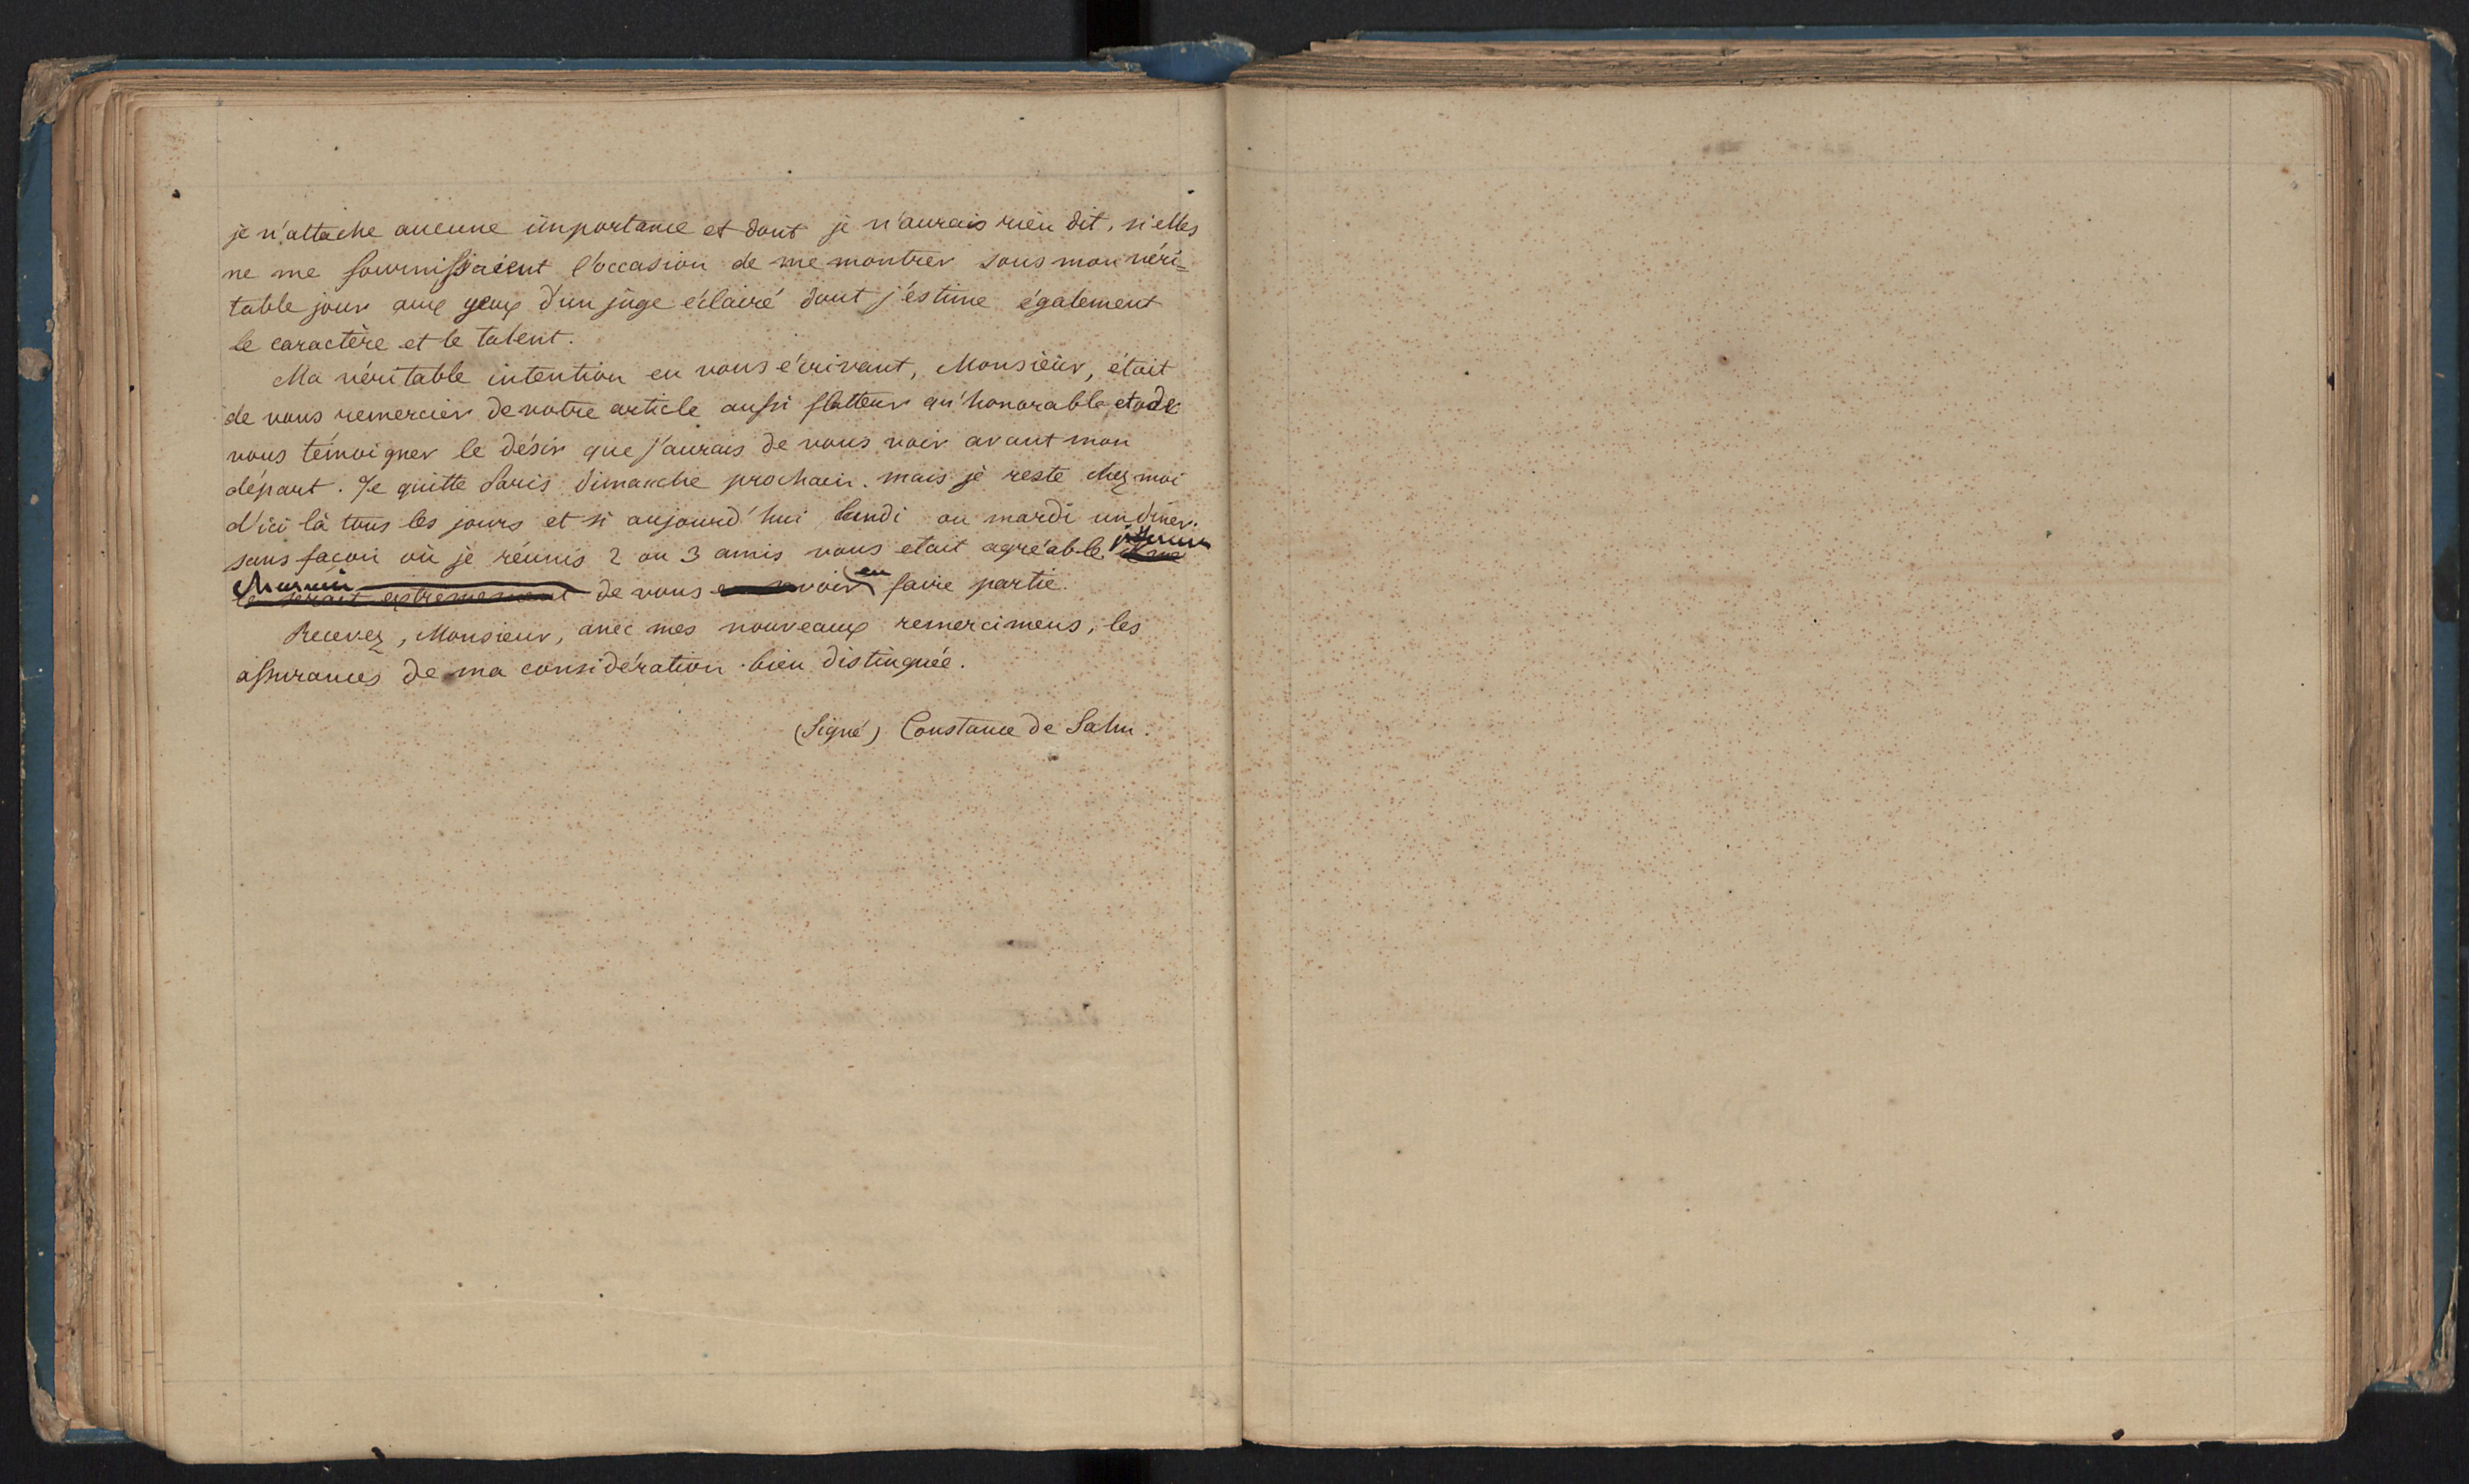 je n'attache aucune importance et dont je n'aurais rien dit, si elles
ne me fournissaient l'occasion de me montrer sous mon véri=
table jour aux yeux d'un juge éclairé dont j'estime également
le caractère et le talent.
Ma véritable intention en vous écrivant, Monsieur, était
de vous remercier de votre article aussi flatteur qu'honorable et de
vous témoigner le désir que j'aurais de vous voir avant mon
départ. Je quitte Paris dimanche prochain. mais je reste chez moi
d'ici là tous les jours et si aujourd'hui lundi ou mardi un dîner
sans façon où je réunis 2 ou 3 amis vous était agréable,
le serait extrêmement de vous voir en faire partie.
Recevez, Monsieur, avec mes nouveaux remercimens, les
assurances de ma considération bien distinguée.
(Signé) Constance de Salm.